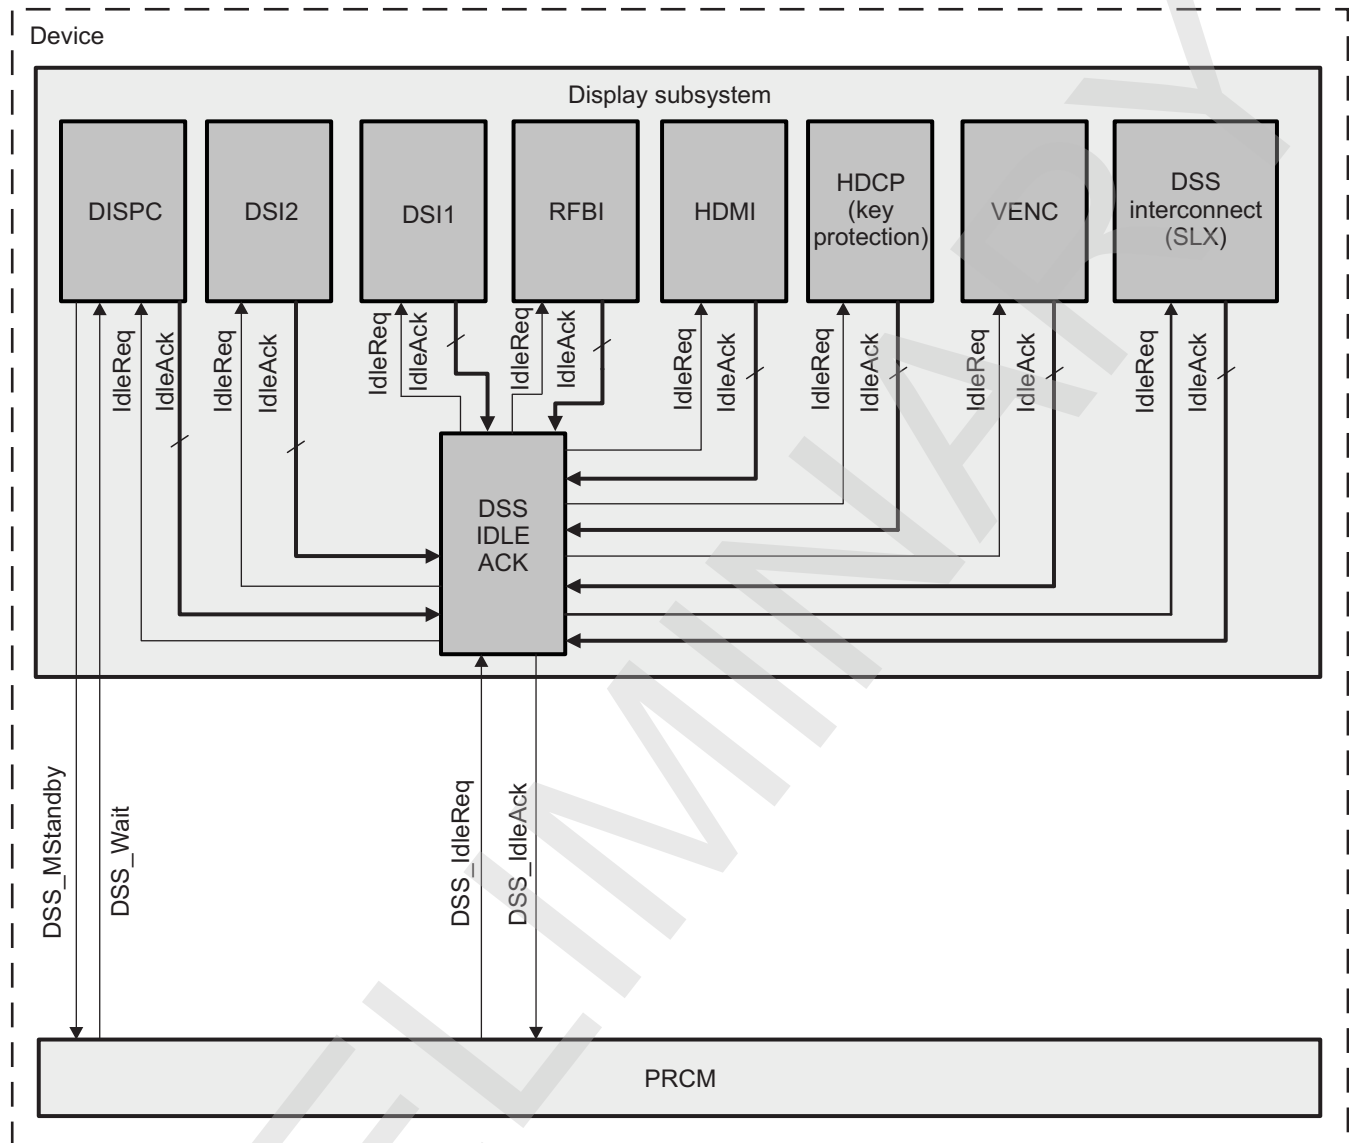 Device
Display subsystem
DISPC
DSI2
DSI1
RFBI
HDMI
HDCP
(key
protection)
VENC
DSS
interconnect
(SLX)
IdleReq
IdleAck
IdleReq
IdleAck
IdleReq
IdleAck
IdleReq
IdleAck
IdleReq
IdleAck
IdleReq
IdleAck
IdleReq
IdleAck
IdleReq
IdleAck
DSS
IDLE
ACK
DSS_MStandby
DSS_Wait
DSS_IdleReq
DSS_IdleAck
PRCM
ELIMINARY